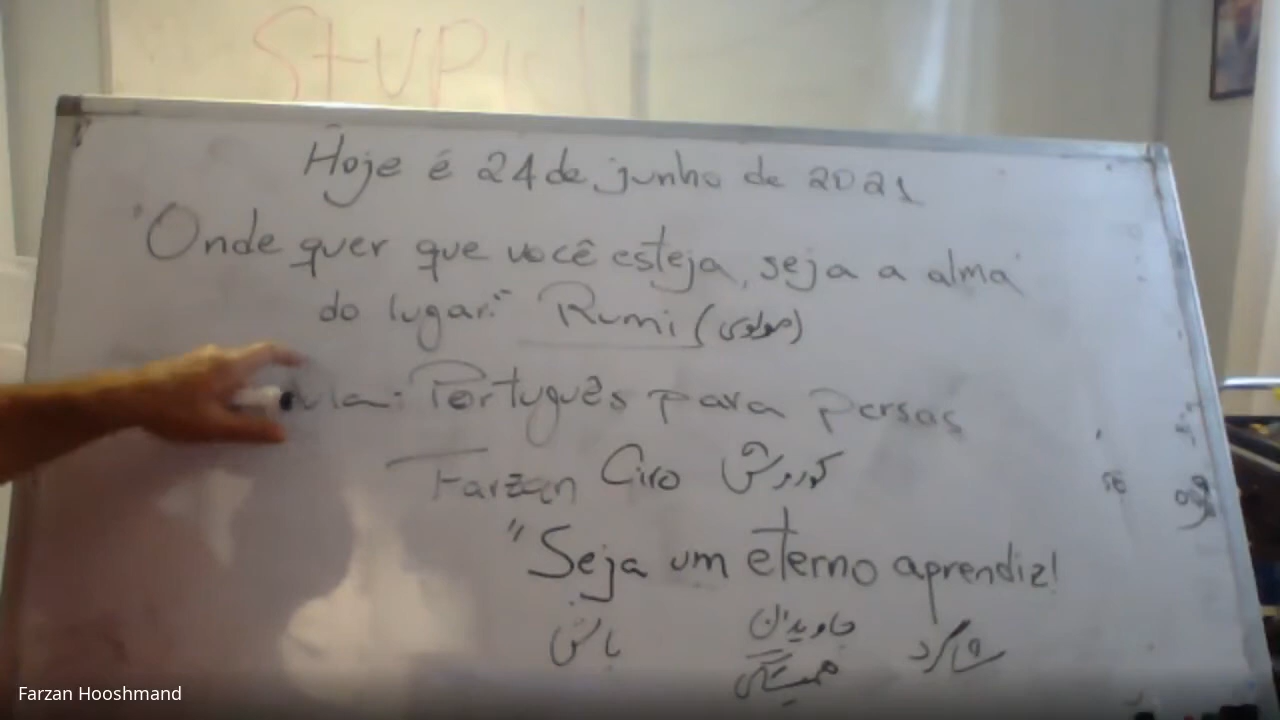 STUPI
Hoje é 24 de junho de 2021
"Onde quer que você esteja, seja a alma
do lugar." Rumi (مولوی)
Português para persas
Farzan Ciro کوروش
"Seja um eterno aprendiz!
باش جاویدان شاگرد
همیشگی
Farzan Hooshmand